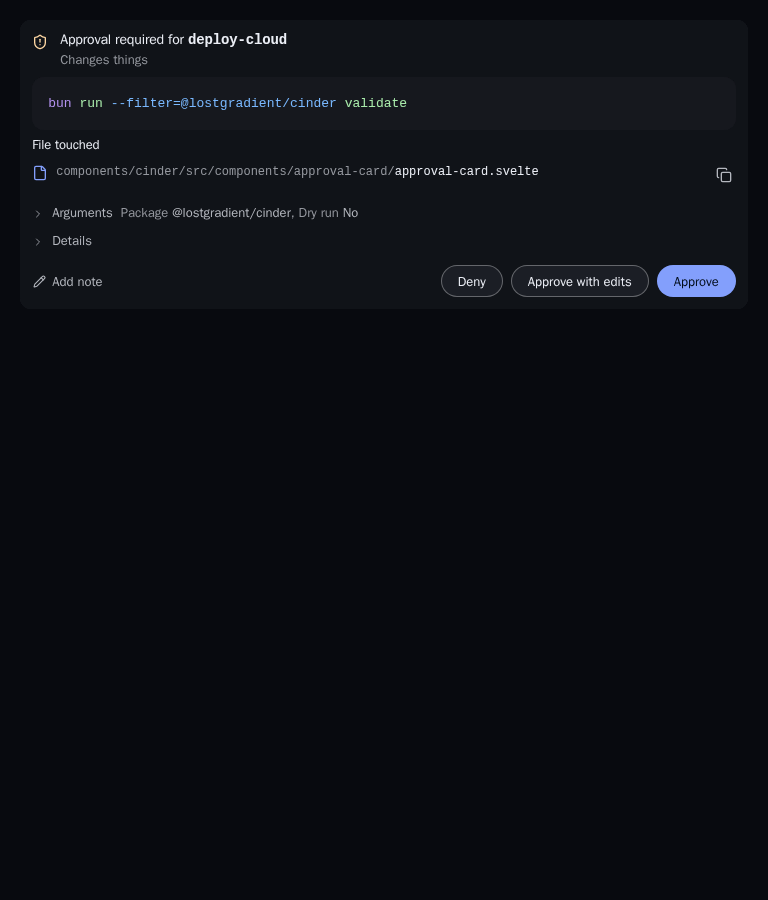 Approval required for deploy-cloud
Changes things
bun run --filter=@lostgradient/cinder validate
File touched
components/cinder/src/components/approval-card/approval-card.svelte
Arguments Package @lostgradient/cinder, Dry run No
Details
Add note Deny Approve with edits Approve